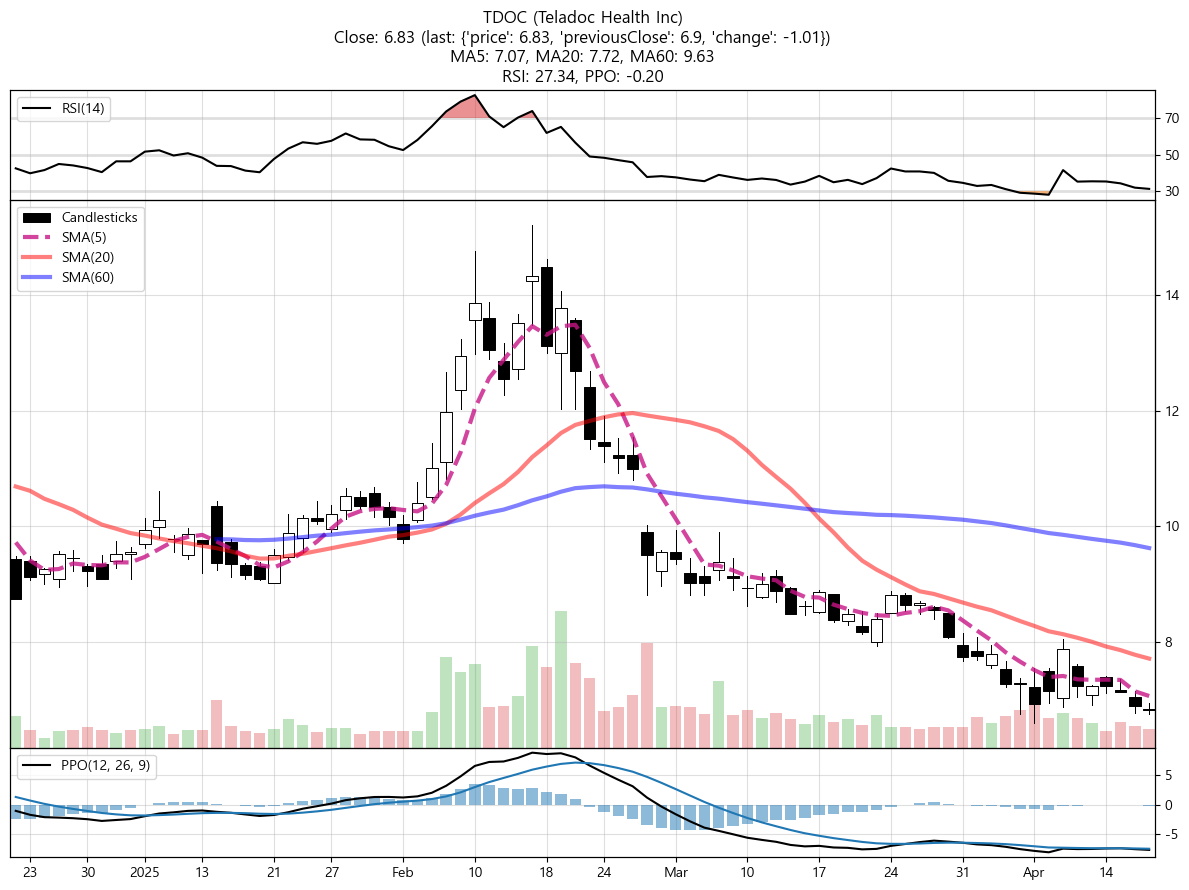 TDOC (Teladoc Health Inc)
Close: 6.83 (last: {'price': 6.83, 'previousClose': 6.9, 'change': -1.01})
MA5: 7.07, MA20: 7.72, MA60: 9.63
RSI: 27.34, PPO: -0.20
RSI(14)
70
50
30
Candlesticks
SMA(5)
SMA(20)
SMA(60)
14
12
10
8
PPO(12, 26, 9)
5
0
-5
23 30 2025 13 21 27 Feb 10 18 24 Mar 10 17 24 31 Apr 14